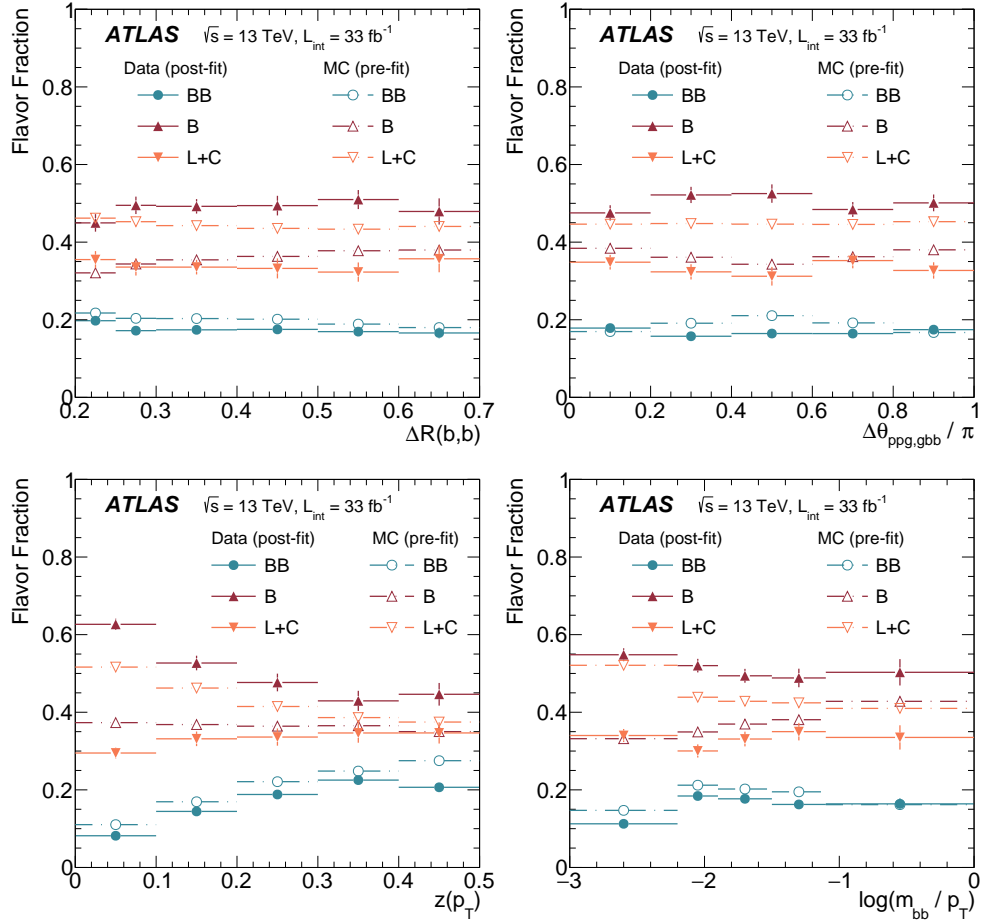 ATLAS √s = 13 TeV, L_int = 33 fb⁻¹
Data (post-fit) MC (pre-fit)
BB BB
B B
L+C L+C
Flavor Fraction
1
0.8
0.6
0.4
0.2
0
0.2 0.3 0.4 0.5 0.6 0.7
ΔR(b,b)
ATLAS √s = 13 TeV, L_int = 33 fb⁻¹
Data (post-fit) MC (pre-fit)
BB BB
B B
L+C L+C
Flavor Fraction
1
0.8
0.6
0.4
0.2
0
0 0.2 0.4 0.6 0.8 1
Δθ_ppg,gbb / π
ATLAS √s = 13 TeV, L_int = 33 fb⁻¹
Data (post-fit) MC (pre-fit)
BB BB
B B
L+C L+C
Flavor Fraction
1
0.8
0.6
0.4
0.2
0
0 0.1 0.2 0.3 0.4 0.5
z(p_T)
ATLAS √s = 13 TeV, L_int = 33 fb⁻¹
Data (post-fit) MC (pre-fit)
BB BB
B B
L+C L+C
Flavor Fraction
1
0.8
0.6
0.4
0.2
0
−3 −2 −1 0
log(m_bb / p_T)